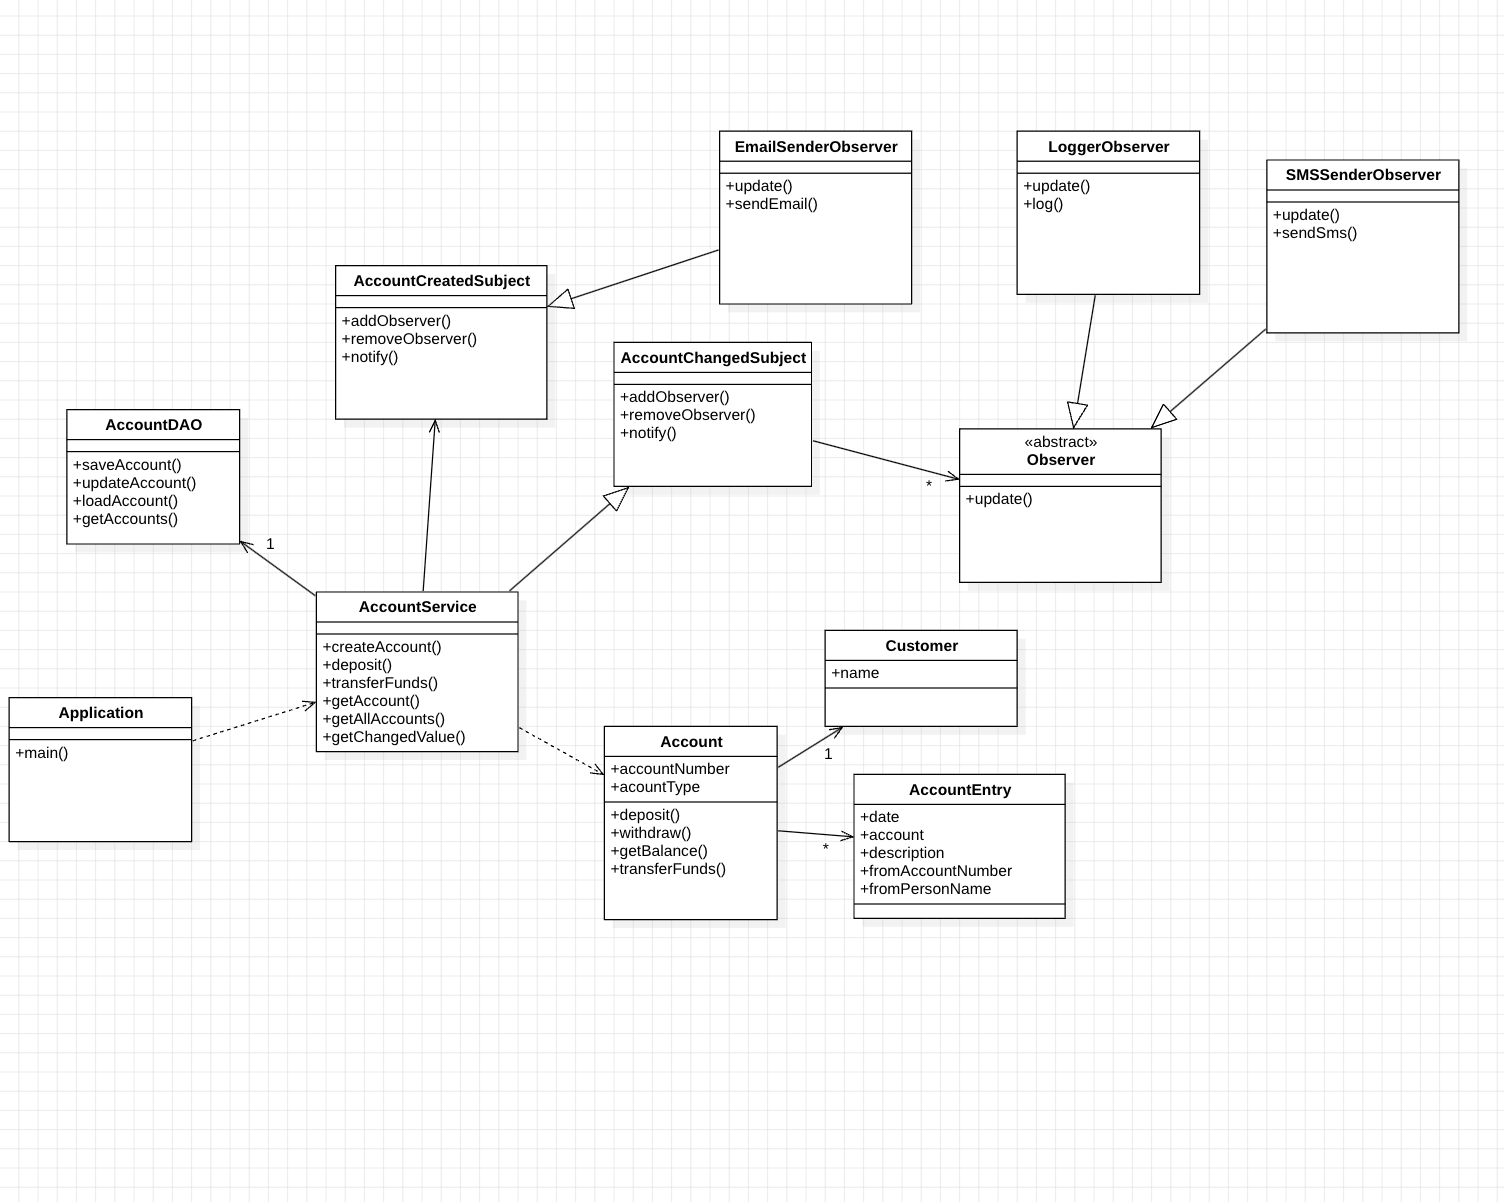 EmailSenderObserver
+update()
+sendEmail()
LoggerObserver
+update()
+log()
SMSSenderObserver
+update()
+sendSms()
AccountCreatedSubject
+addObserver()
+removeObserver()
+notify()
AccountChangedSubject
+addObserver()
+removeObserver()
+notify()
AccountDAO
+saveAccount()
+updateAccount()
+loadAccount()
+getAccounts()
«abstract»
Observer
+update()
*
1
AccountService
+createAccount()
+deposit()
+transferFunds()
+getAccount()
+getAllAccounts()
+getChangedValue()
Customer
+name
Application
+main()
Account
+accountNumber
+acountType
+deposit()
+withdraw()
+getBalance()
+transferFunds()
1
AccountEntry
+date
+account
+description
+fromAccountNumber
+fromPersonName
*